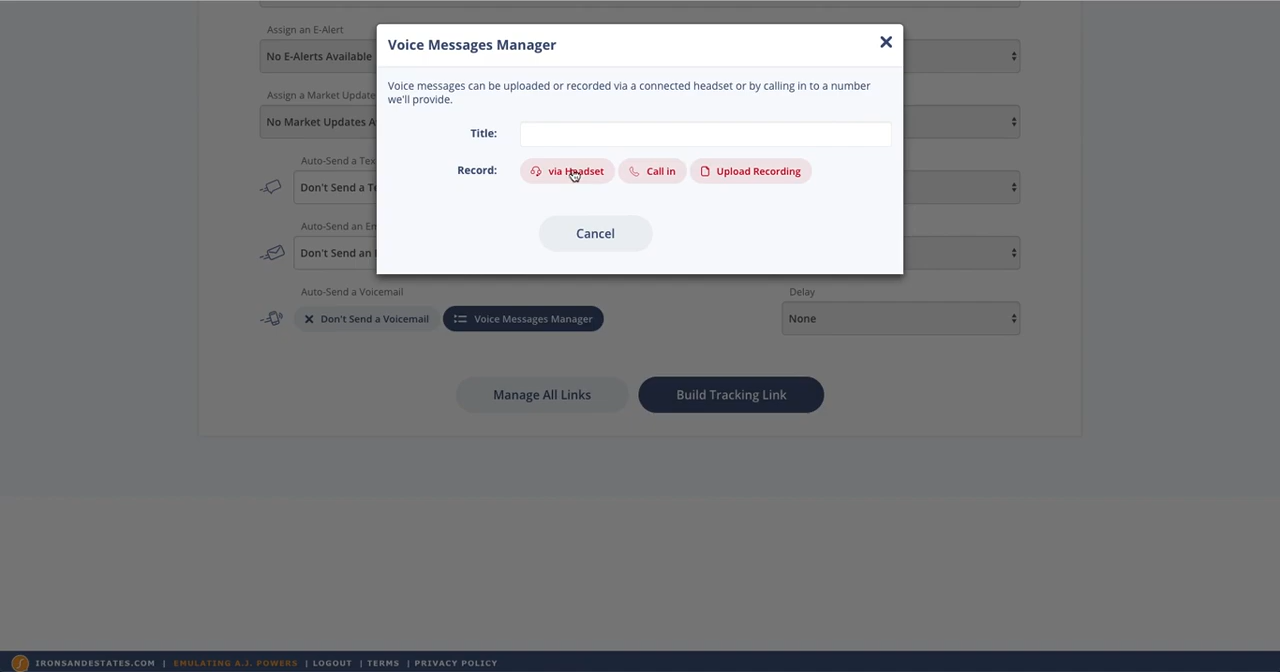 Assign an E-Alert
Voice Messages Manager
No E-Alerts Available
Voice messages can be uploaded or recorded via a connected headset or by calling in to a number
we'll provide.
Assign a Market Update
No Market Updates A
Title:
Auto-Send a Tex
Record: via Headset Call in Upload Recording
Don't Send a Te
Auto-Send an Em
Cancel
Don't Send an
Auto-Send a Voicemail Delay
Don't Send a Voicemail Voice Messages Manager None
Manage All Links Build Tracking Link
IRONSANDESTATES.COM | EMULATING A.J. POWERS | LOGOUT | TERMS | PRIVACY POLICY